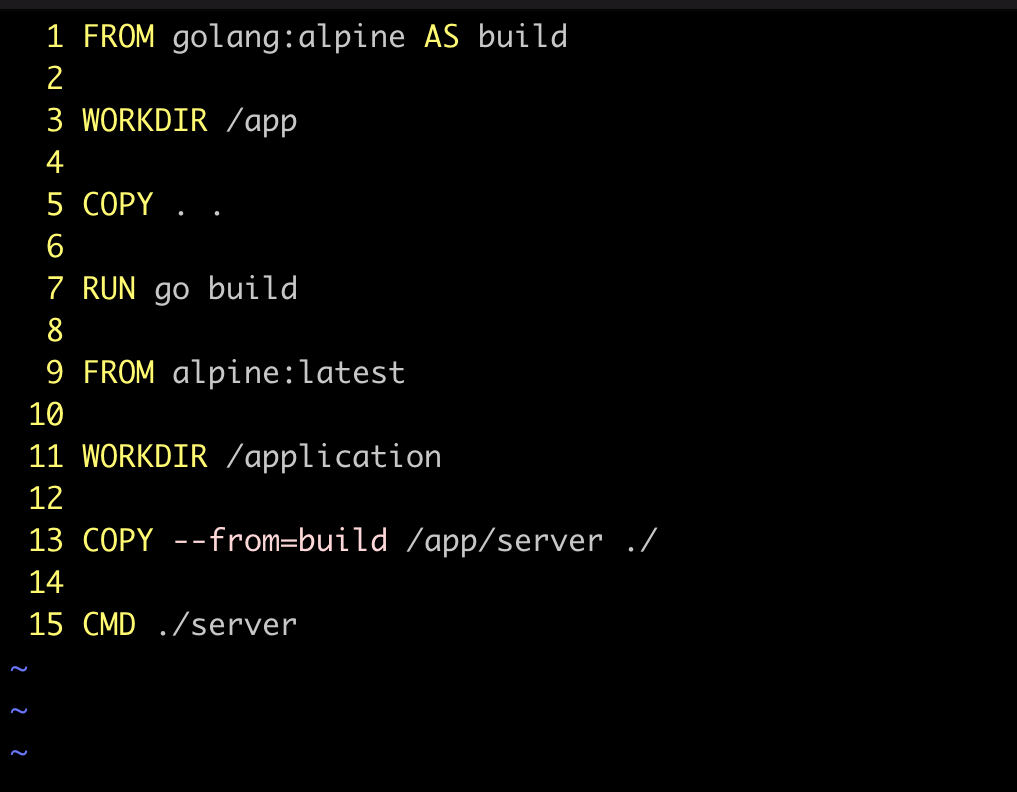 1 FROM golang:alpine AS build
2
3 WORKDIR /app
4
5 COPY . .
6
7 RUN go build
8
9 FROM alpine:latest
10
11 WORKDIR /application
12
13 COPY --from=build /app/server ./
14
15 CMD ./server
~
~
~